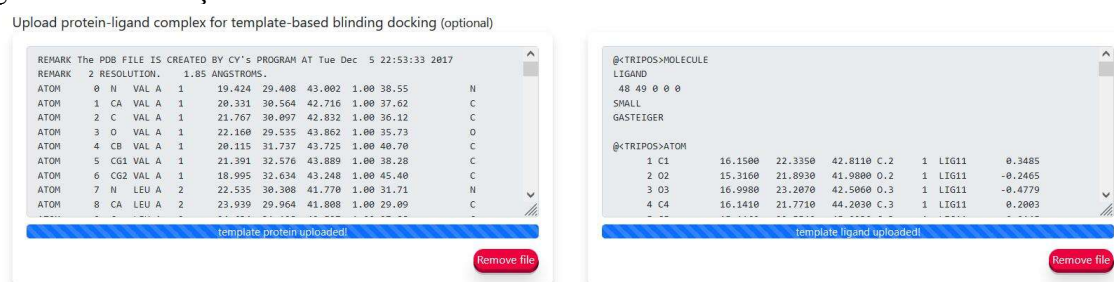 Upload protein-ligand complex for template-based blinding docking (optional)
REMARK The PDB FILE IS CREATED BY CY's PROGRAM AT Tue Dec  5 22:53:33 2017
REMARK   2 RESOLUTION.    1.85 ANGSTROMS.
ATOM      0  N   VAL A   1      19.424  29.408  43.002  1.00 38.55           N
ATOM      1  CA  VAL A   1      20.331  30.564  42.716  1.00 37.62           C
ATOM      2  C   VAL A   1      21.767  30.097  42.832  1.00 36.12           C
ATOM      3  O   VAL A   1      22.160  29.535  43.862  1.00 35.73           O
ATOM      4  CB  VAL A   1      20.115  31.737  43.725  1.00 40.70           C
ATOM      5  CG1 VAL A   1      21.391  32.576  43.889  1.00 38.28           C
ATOM      6  CG2 VAL A   1      18.995  32.634  43.248  1.00 45.40           C
ATOM      7  N   LEU A   2      22.535  30.308  41.770  1.00 31.71           N
ATOM      8  CA  LEU A   2      23.939  29.964  41.808  1.00 29.09           C
template protein uploaded!
Remove file
@<TRIPOS>MOLECULE
LIGAND
48 49 0 0 0
SMALL
GASTEIGER
@<TRIPOS>ATOM
1 C1          16.1500   22.3350   42.8110 C.2     1  LIG11       0.3485
2 O2          15.3160   21.8930   41.9800 O.2     1  LIG11      -0.2465
3 O3          16.9980   23.2070   42.5060 O.3     1  LIG11      -0.4779
4 C4          16.1410   21.7710   44.2030 C.3     1  LIG11       0.2003
template ligand uploaded!
Remove file